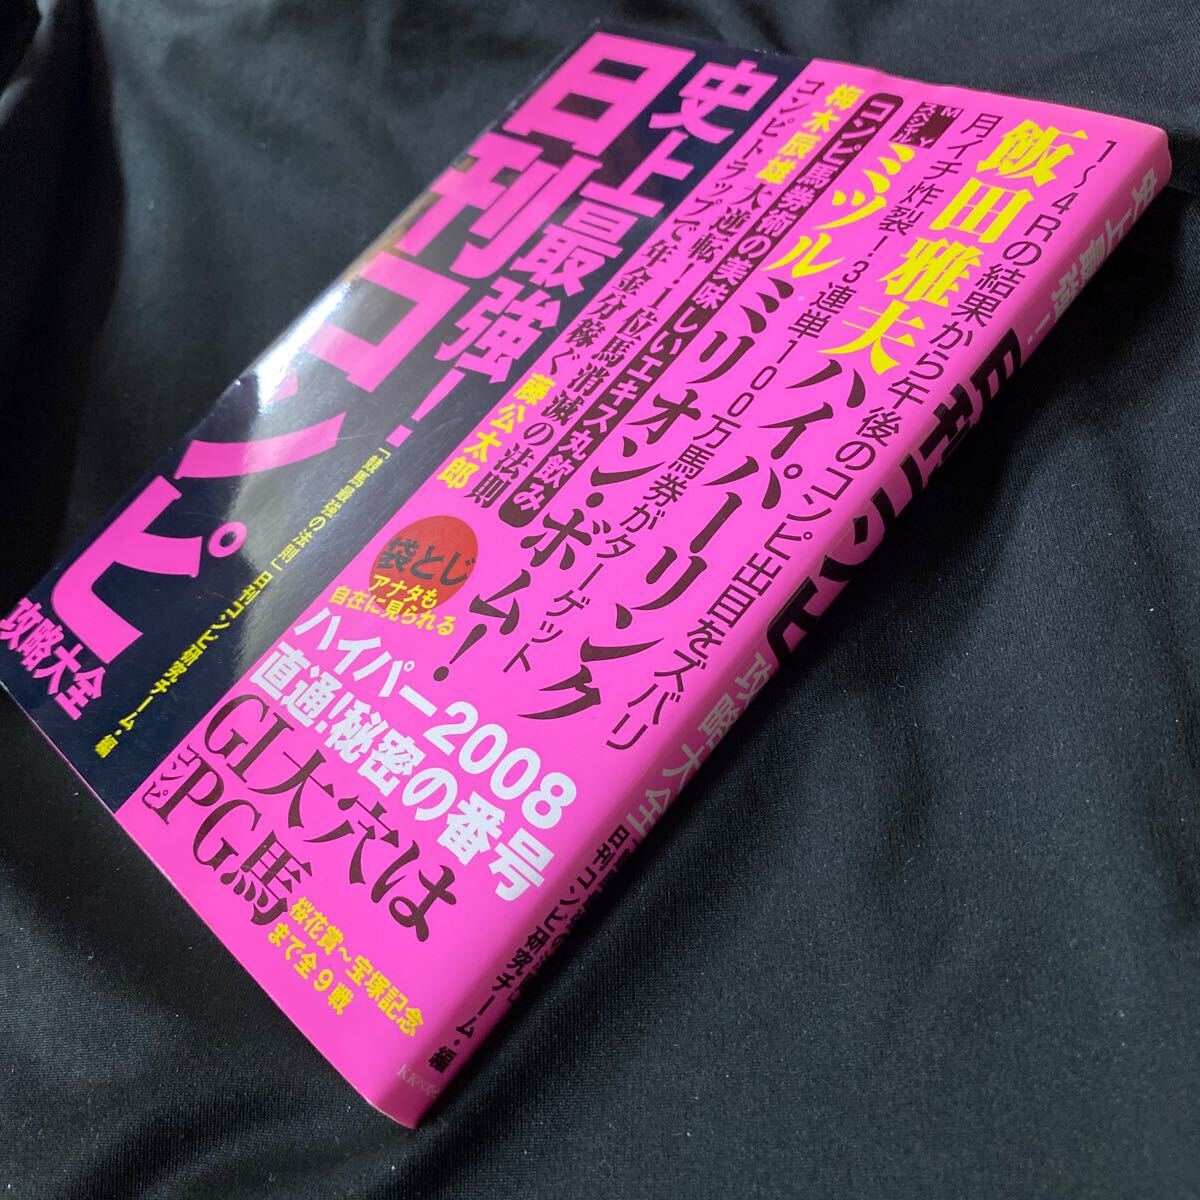 1〜4Rの結果から午後のコンピ出目をズバリ
飯田雅夫ハイパーリンク
月イチ炸裂!3連単100万馬券がターゲット
M
スペシャル
ミツル ミリオン・ボム!
コンピ馬券術の美味しいエキス丸飲み
梅木辰雄 大逆転!1位馬消滅の法則
コンピトラップで年金分稼ぐ 藤公太郎
史上最強!
日刊コンピ
攻略大全
「競馬最強の法則」日刊コンピ研究チーム・編
袋とじ
アナタも
自在に見られる
ハイパー2008
直通!秘密の番号
GI大穴は
コンピPG馬
桜花賞〜宝塚記念
まで全9戦
史上最強!
日刊コンピ
攻略大全
日刊コンピ研究チーム・編